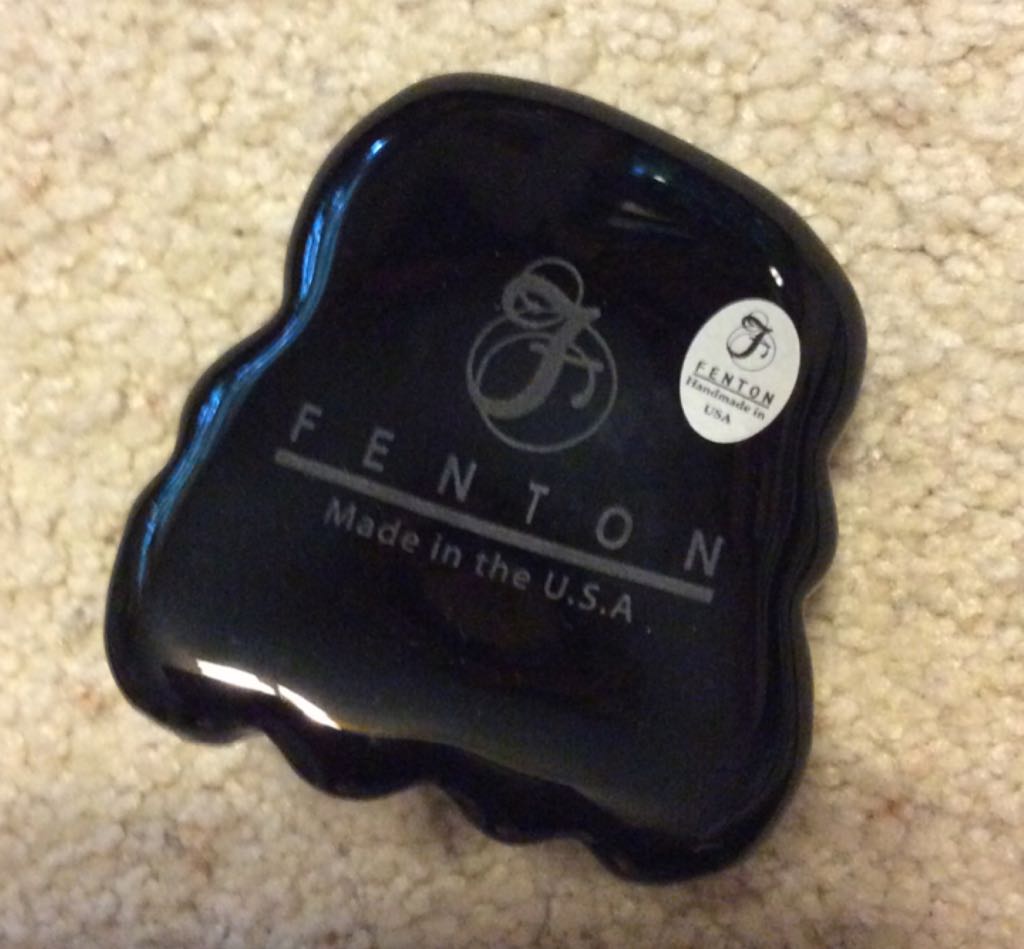 F
FENTON
Made in the U.S.A
F
FENTON
Handmade in
USA